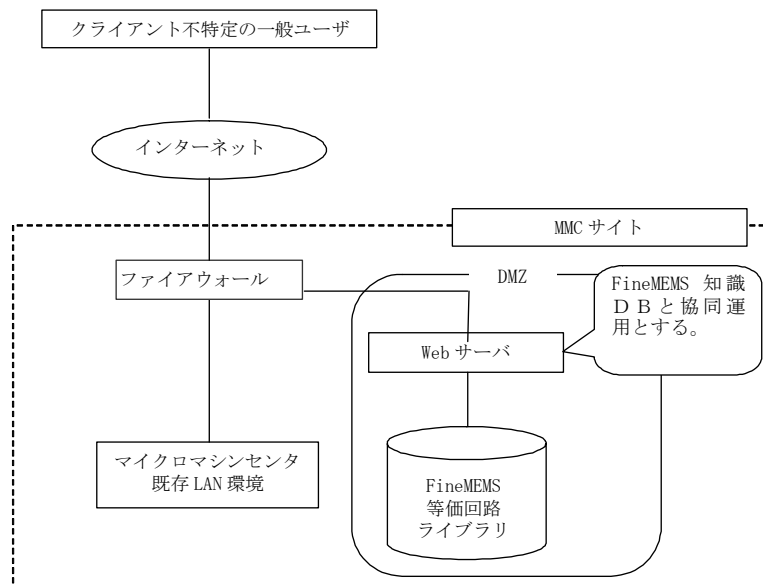 クライアント不特定の一般ユーザ
インターネット
MMC サイト
ファイアウォール
DMZ
FineMEMS 知識
ＤＢと協同運
用とする。
Web サーバ
マイクロマシンセンタ
既存 LAN 環境
FineMEMS
等価回路
ライブラリ